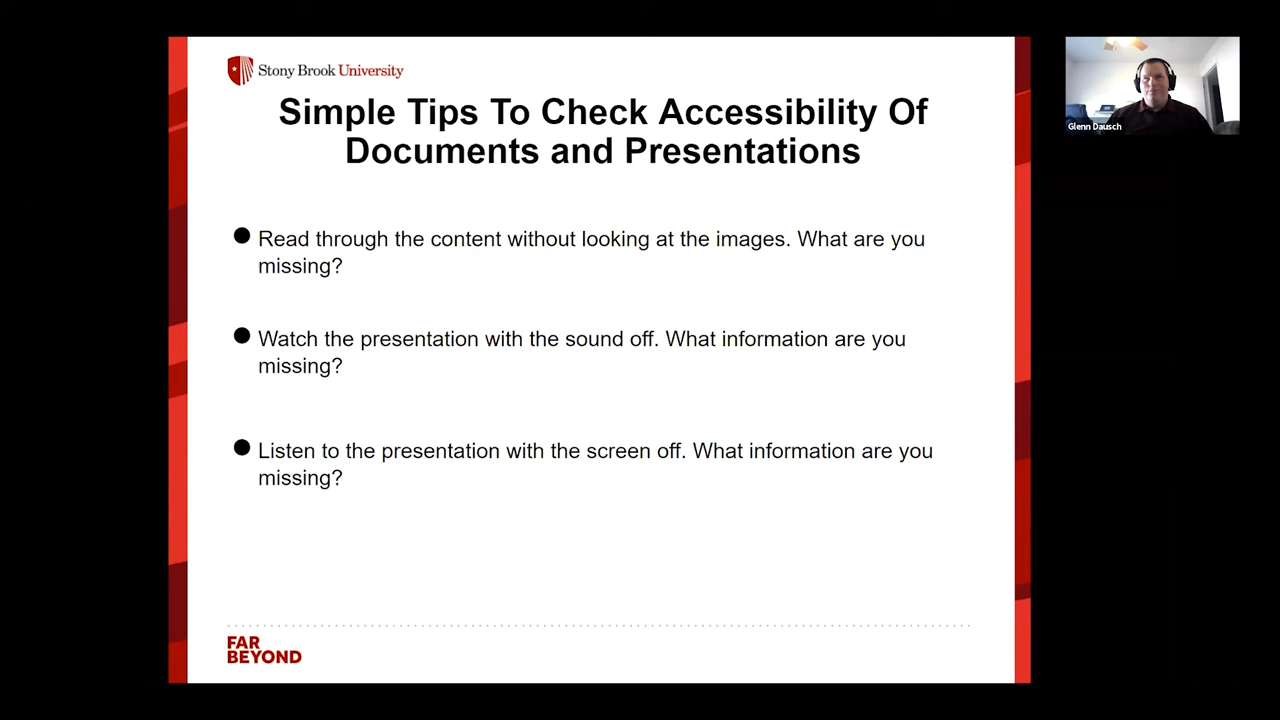 Stony Brook University
Simple Tips To Check Accessibility Of
Documents and Presentations
Read through the content without looking at the images. What are you
missing?
Watch the presentation with the sound off. What information are you
missing?
Listen to the presentation with the screen off. What information are you
missing?
FAR
BEYOND
Glenn Dausch